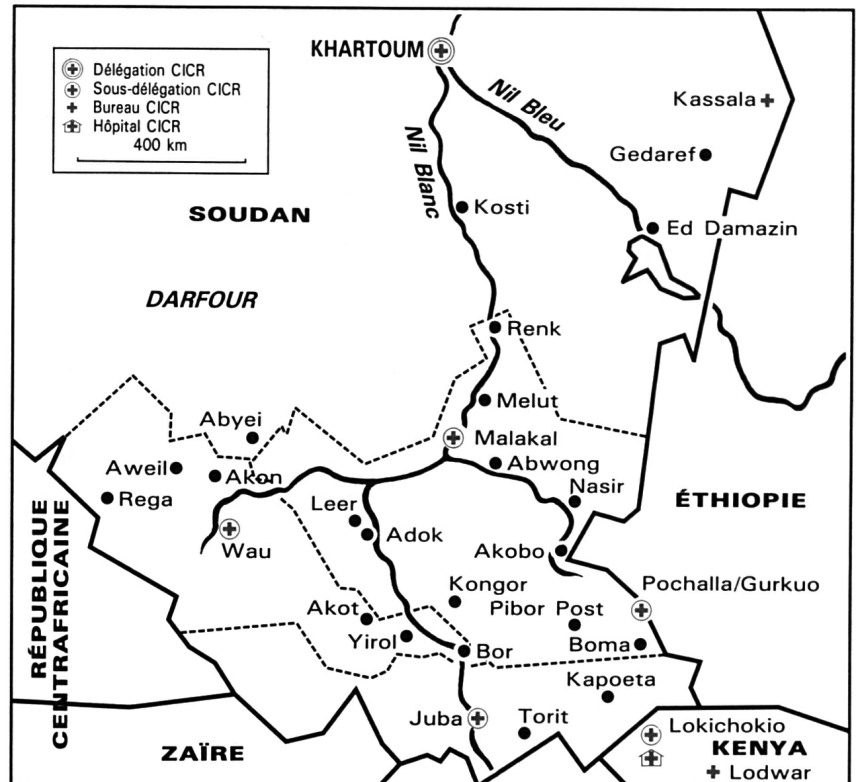 KHARTOUM
Délégation CICR
Sous-délégation CICR
Bureau CICR
Hôpital CICR
400 km
Nil Bleu
Kassala
Nil Blanc
Gedaref
SOUDAN
Kosti
Ed Damazin
DARFOUR
Renk
Melut
Abyei
Malakal
Aweil
Akon
Abwong
Rega
Nasir
ÉTHIOPIE
Leer
Adok
Wau
Akobo
RÉPUBLIQUE
CENTRAFRICAINE
Kongor
Pochalla/Gurkuo
Akot
Pibor Post
Yirol
Bor
Boma
Kapoeta
Juba
Torit
Lokichokio
ZAÏRE
KENYA
Lodwar